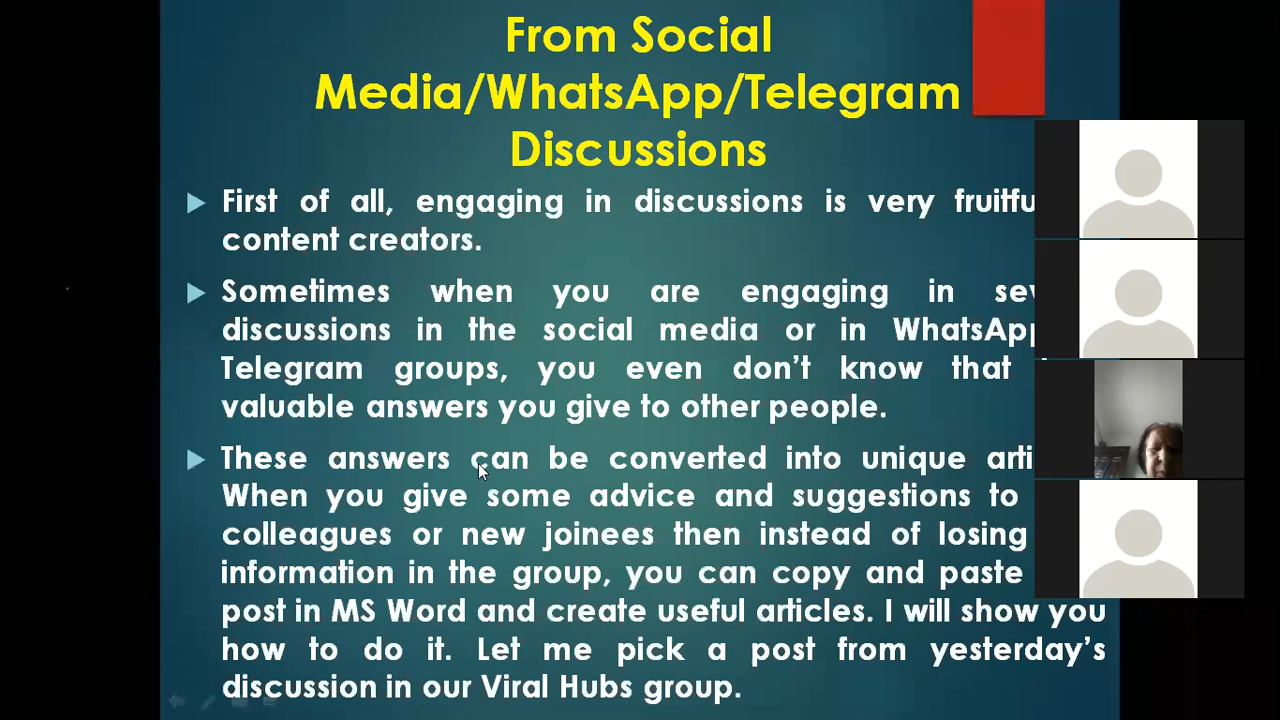 From Social
Media/WhatsApp/Telegram
Discussions
First of all, engaging in discussions is very
content creators.
Sometimes when you are engaging in
discussions in the social media or in
Telegram groups, you even don't know that
valuable answers you give to other people.
These answers can be converted into unique
When you give some advice and suggestions to
colleagues or new joinees then instead of losing
information in the group, you can copy and paste
post in MS Word and create useful articles. I will show you
how to do it. Let me pick a post from yesterday's
discussion in our Viral Hubs group.